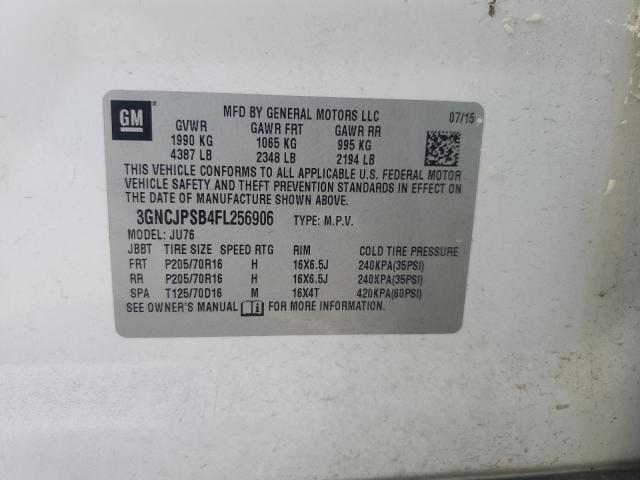 GM
MFD BY GENERAL MOTORS LLC 07/15
GVWR GAWR FRT GAWR RR
1990 KG 1065 KG 995 KG
4387 LB 2348 LB 2194 LB
THIS VEHICLE CONFORMS TO ALL APPLICABLE U.S. FEDERAL MOTOR
VEHICLE SAFETY AND THEFT PREVENTION STANDARDS IN EFFECT ON
THE DATE OF MANUFACTURE SHOWN ABOVE.
3GNCJPSB4FL256906 TYPE: M.P.V.
MODEL: JU76
JBBT TIRE SIZE SPEED RTG RIM COLD TIRE PRESSURE
FRT P205/70R16 H 16X6.5J 240KPA(35PSI)
RR P205/70R16 H 16X6.5J 240KPA(35PSI)
SPA T125/70D16 M 16X4T 420KPA(60PSI)
SEE OWNER'S MANUAL FOR MORE INFORMATION.